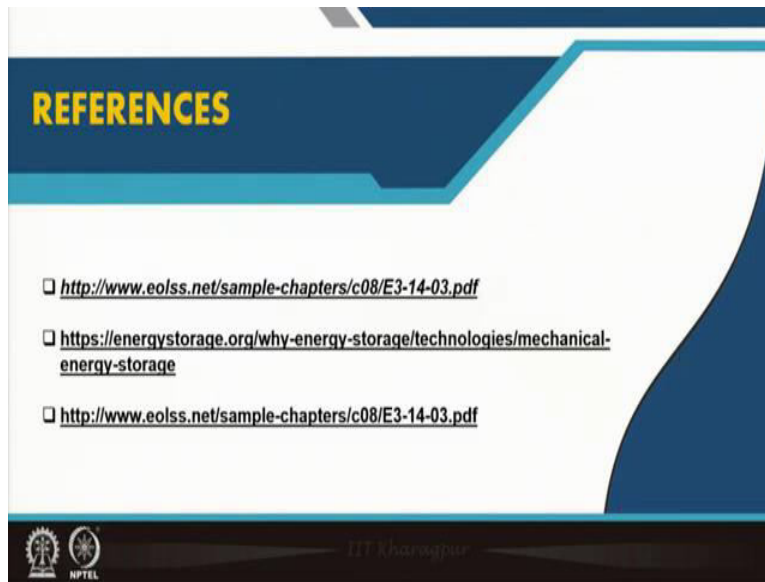 REFERENCES
http://www.eolss.net/sample-chapters/c08/E3-14-03.pdf
https://energystorage.org/why-energy-storage/technologies/mechanical-
energy-storage
http://www.eolss.net/sample-chapters/c08/E3-14-03.pdf
IIT Kharagpur
NPTEL